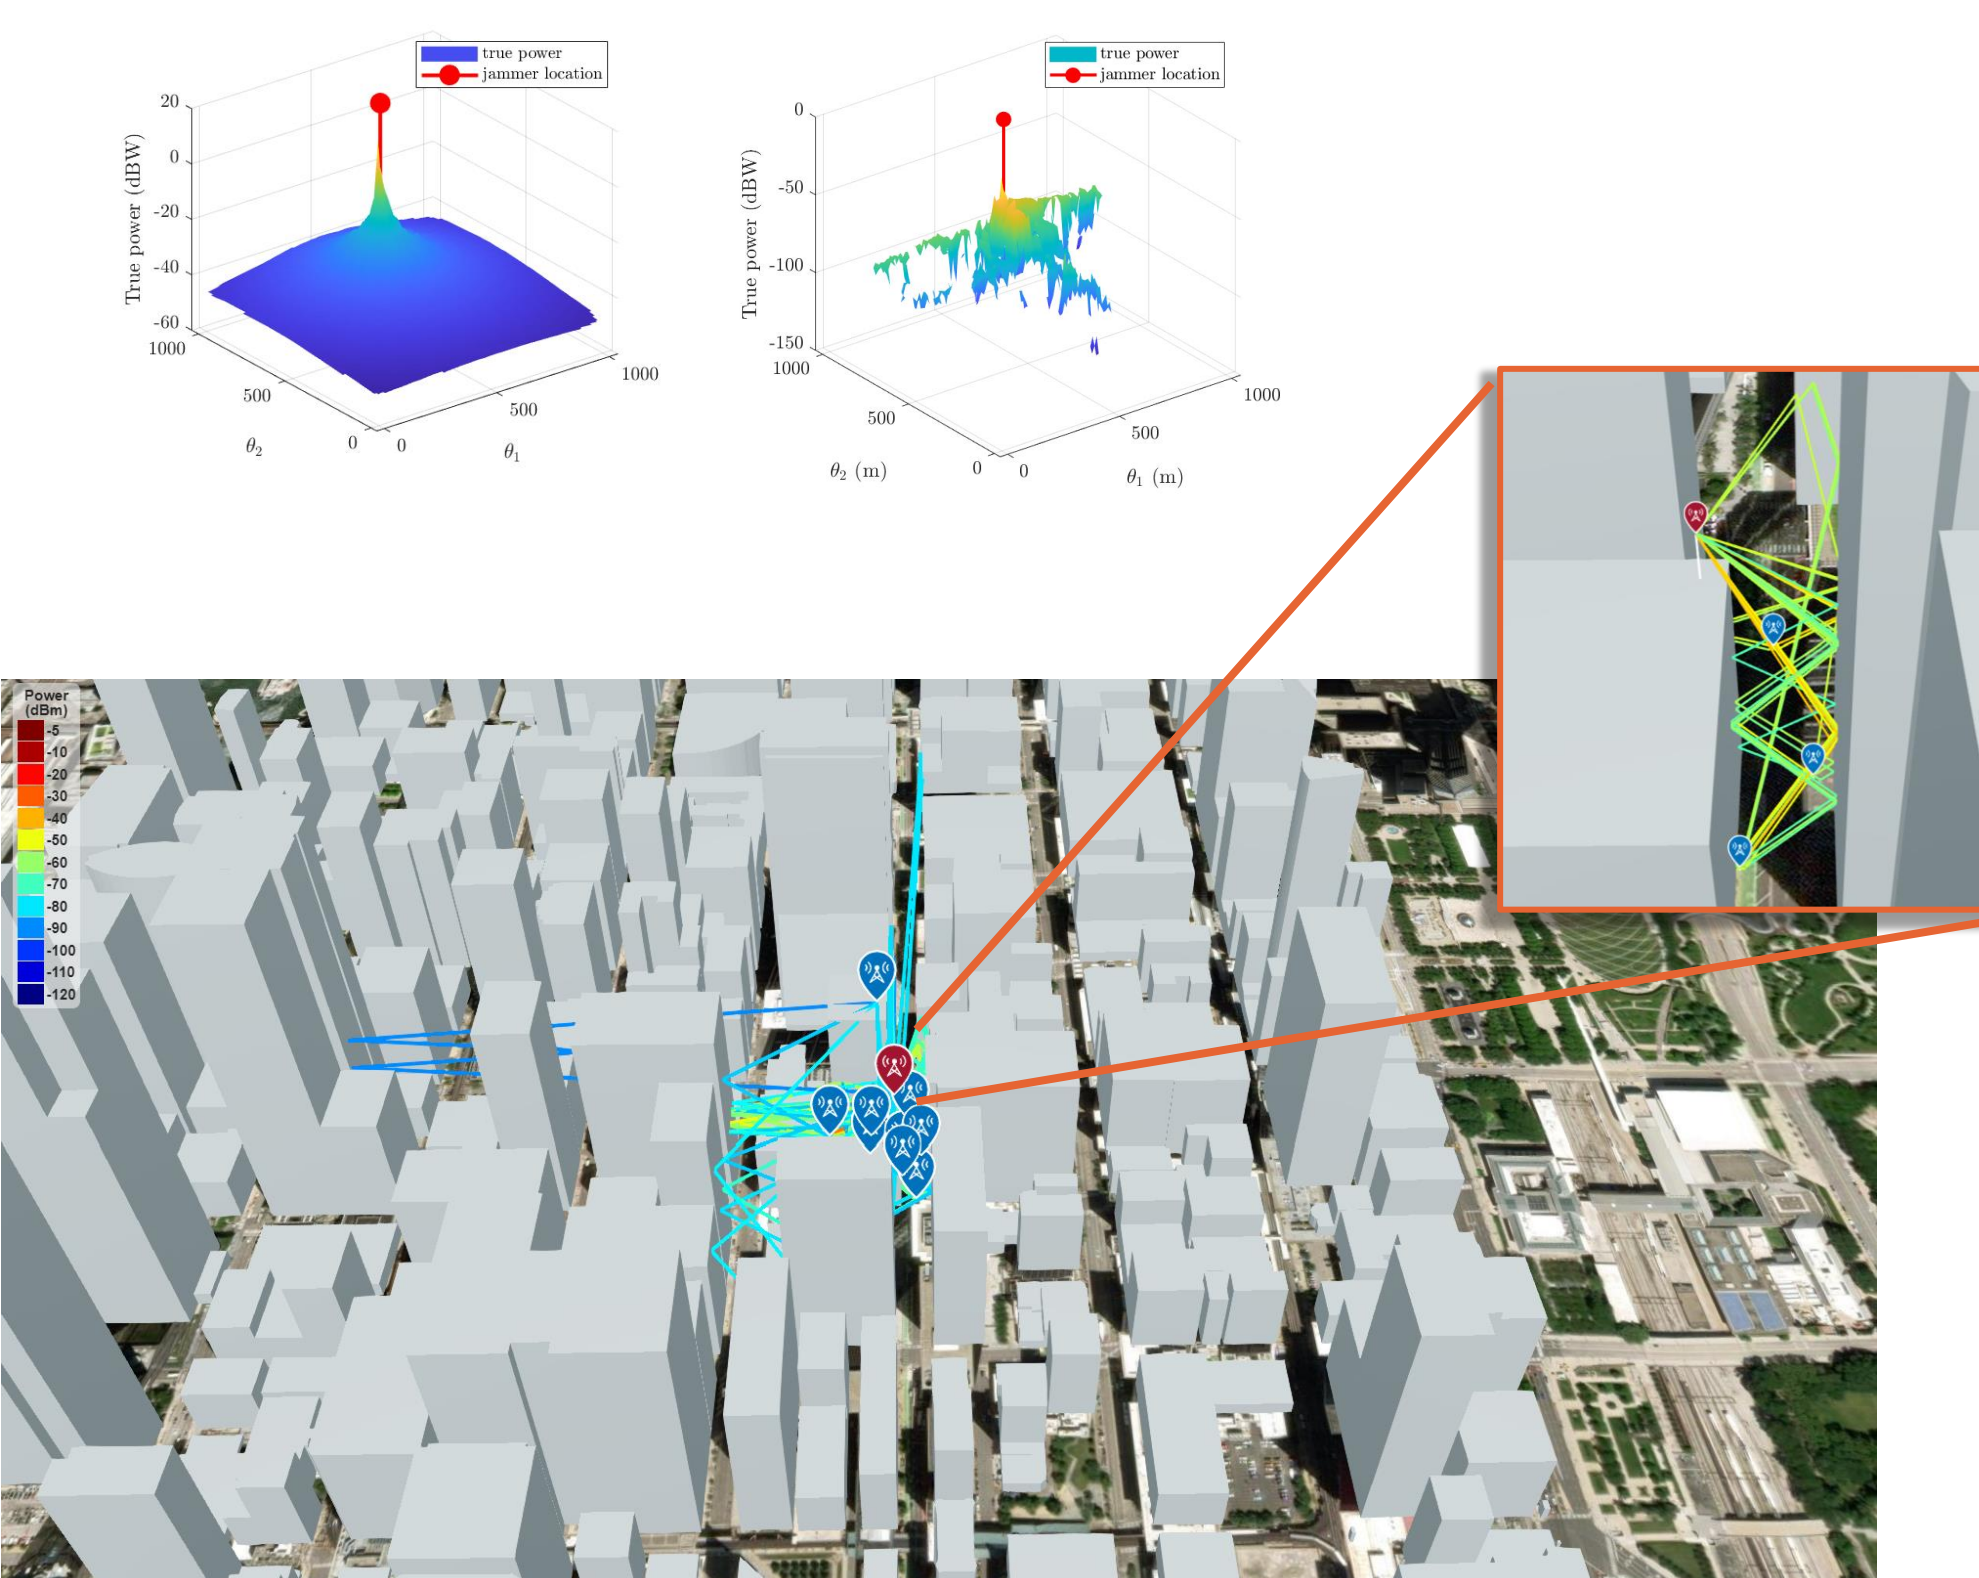 true power
jammer location
True power (dBW)
20
0
-20
-40
-60
1000
500
0
θ2
0
500
1000
θ1
true power
jammer location
True power (dBW)
0
-50
-100
-150
1000
500
0
θ2 (m)
0
500
1000
θ1 (m)
Power
(dBm)
-5
-10
-20
-30
-40
-50
-60
-70
-80
-90
-100
-110
-120